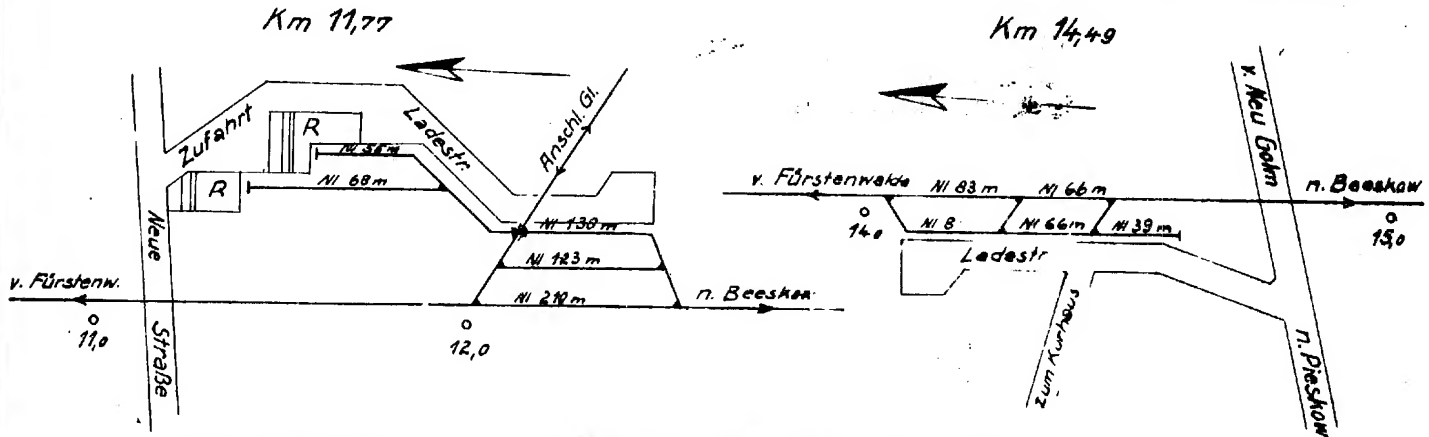 Km 11,77
Zufahrt
R
R
Ladestr.
Anschl. Gl.
Nl 68 m
Nl 130 m
Nl 123 m
Nl 210 m
v. Fürstenw.
n. Beeskow
11,0
12,0
Neue Straße
Km 14,49
v. Neu Golm
v. Fürstenwalde
Nl 83 m
Nl 66 m
n. Beeskow
14,0
Nl 8
Nl 66 m
Nl 39 m
15,0
Ladestr
zum Kurhaus
n. Pieskow